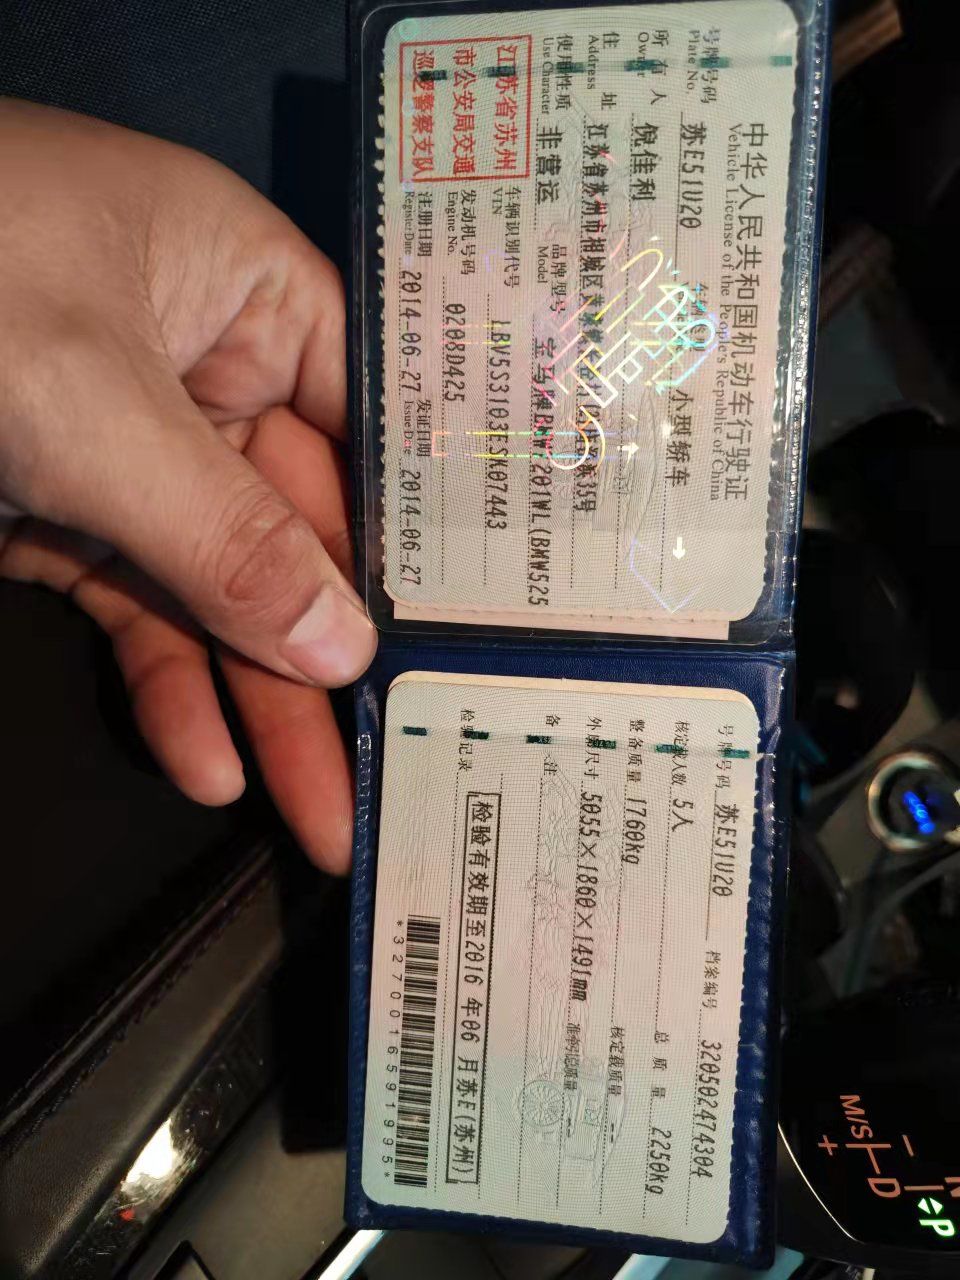 中华人民共和国机动车行驶证
Vehicle License of the People's Republic of China
号牌号码 苏E51U20 小型轿车
Plate No.
所有人 倪佳利
Owner
住址 江苏省苏州市相城区 35号
Address
使用性质 非营运 品牌型号 宝马牌BMW7201WL(BMW525
Use Character Model
江苏省苏州
市公安局交通
巡逻警察支队
车辆识别代号 LBV5S3103ESK07443
VIN
发动机号码 0208D425
Engine No.
注册日期 2014-06-27 发证日期 2014-06-27
Register Date Issue Date
号牌号码 苏E51U20 档案编号 320502474304
核定载人数 5人 总质量 2250kg
整备质量 1760kg 核定载质量 --
外廓尺寸 5055×1860×1491mm 准牵引总质量 --
备注
检验记录 检验有效期至2016年06月苏E(苏州)
*3270016591995*
M/S
D
+
−
N
P